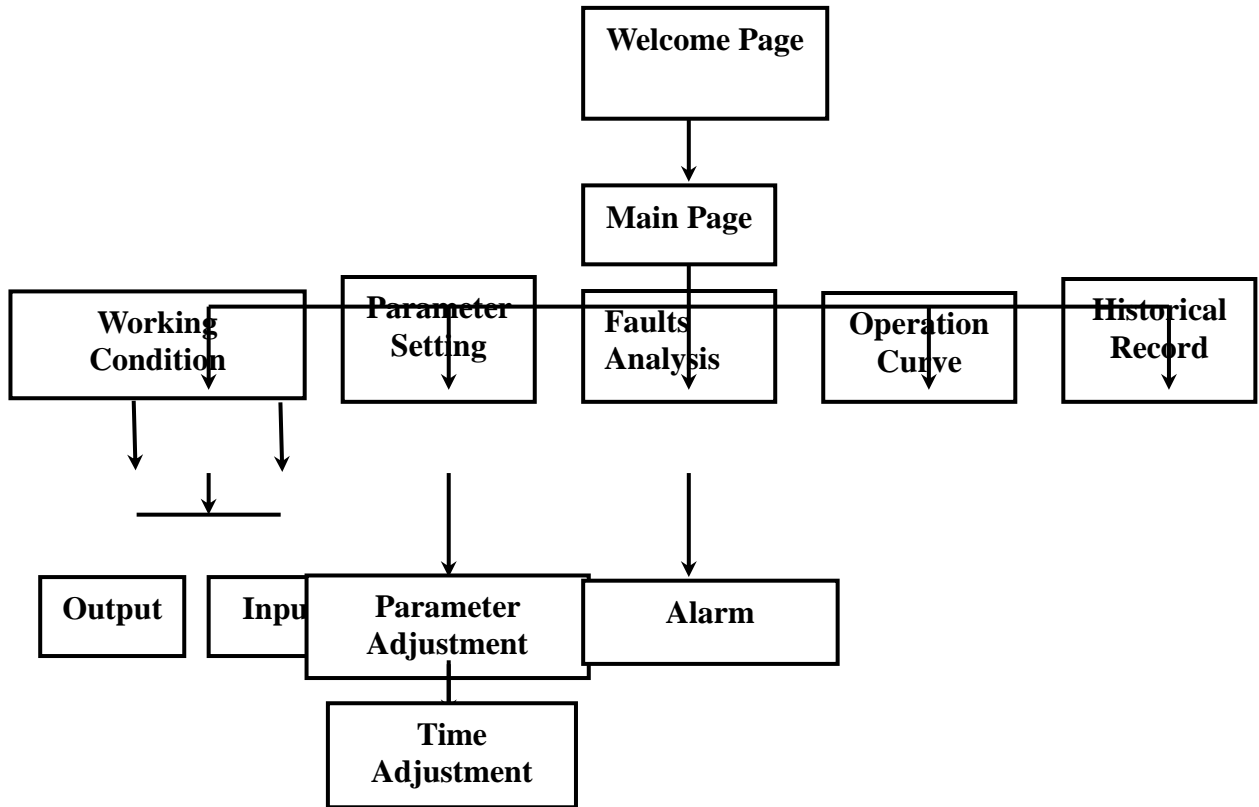 Welcome Page
Main Page
Working
Condition
Parameter
Setting
Faults
Analysis
Operation
Curve
Historical
Record
Output
Inpu
Parameter
Adjustment
Alarm
Time
Adjustment